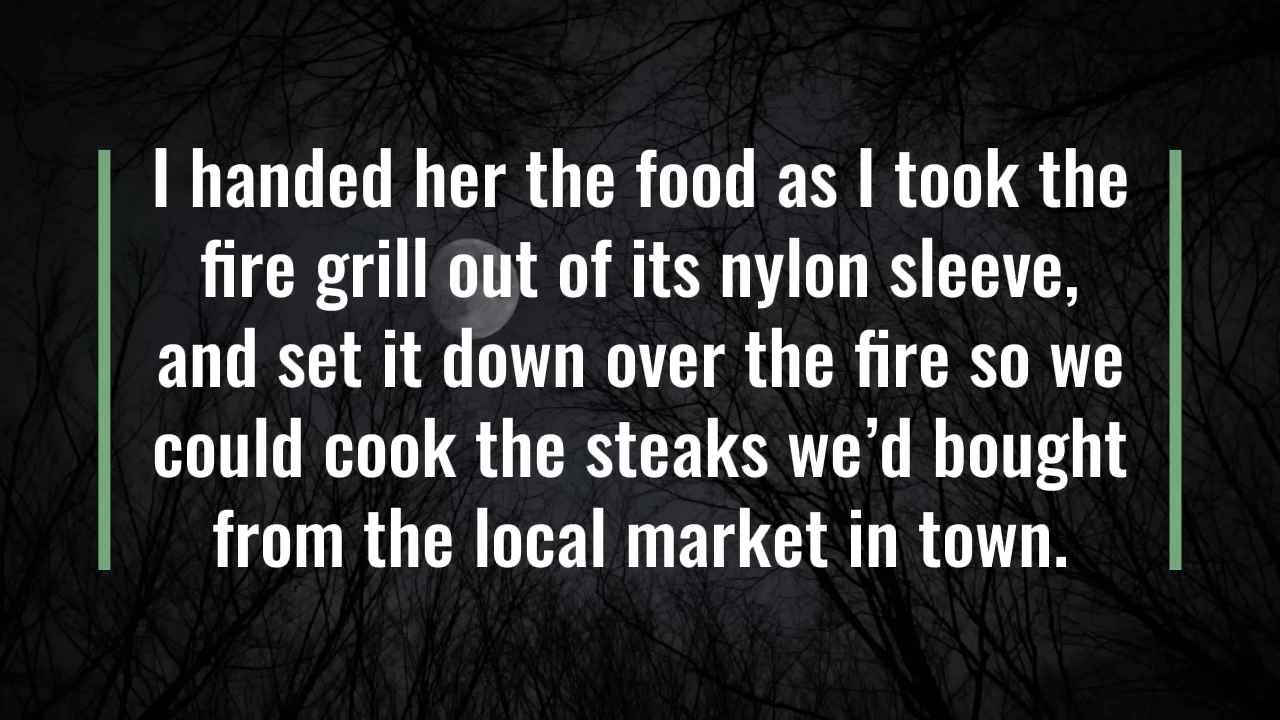 I handed her the food as I took the
fire grill out of its nylon sleeve,
and set it down over the fire so we
could cook the steaks we’d bought
from the local market in town.